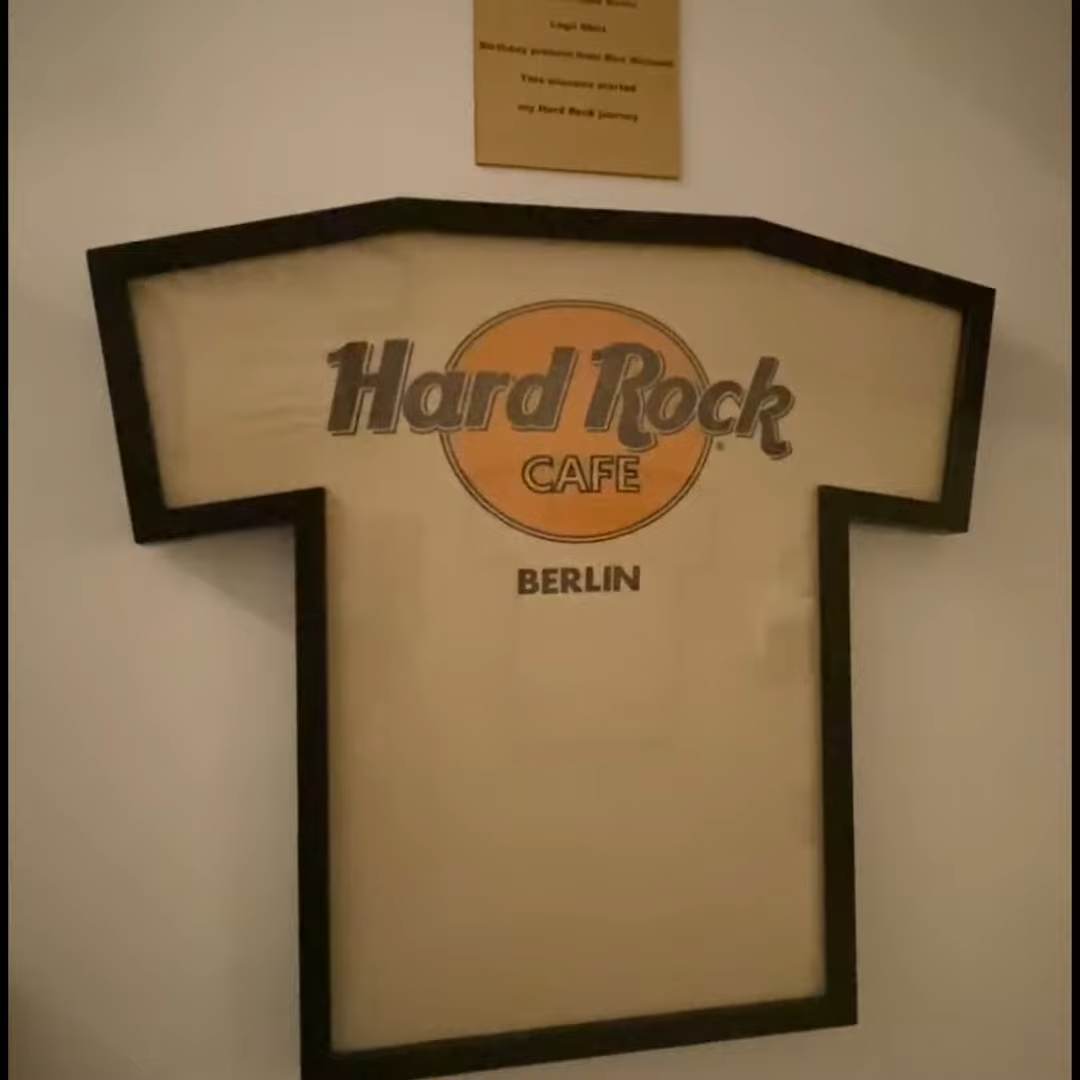 Logo Shirt
Birthday present from
This souvenir started
my Hard Rock journey
Hard Rock
CAFE
BERLIN